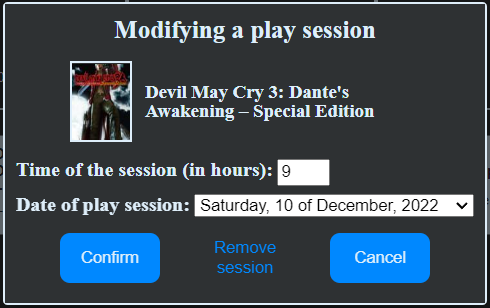 Modifying a play session
Devil May Cry 3: Dante's
Awakening – Special Edition
Time of the session (in hours): 9
Date of play session: Saturday, 10 of December, 2022
Confirm
Remove
session
Cancel